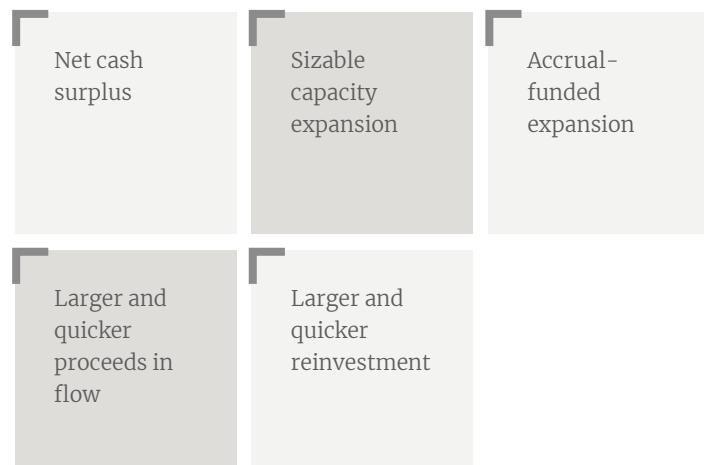 Net cash
surplus
Sizable
capacity
expansion
Accrual-
funded
expansion
Larger and
quicker
proceeds in
flow
Larger and
quicker
reinvestment